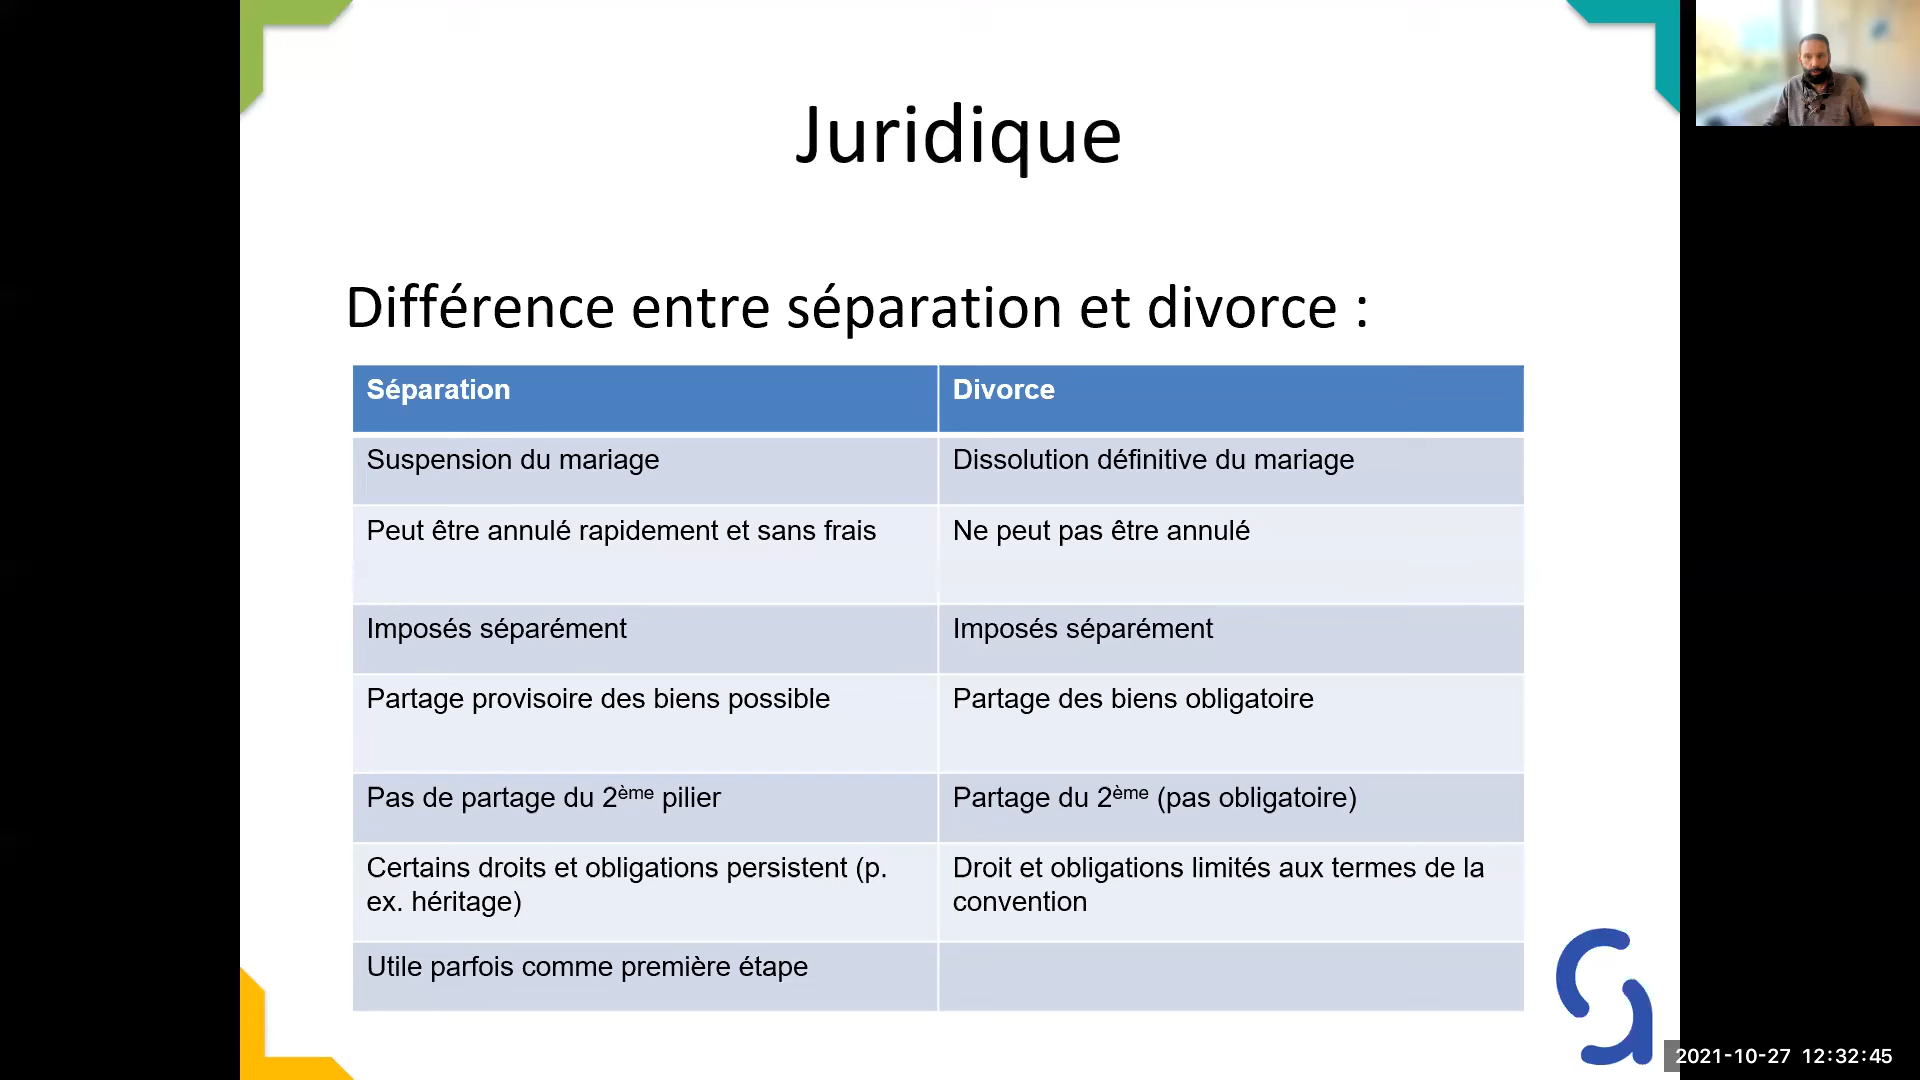 Juridique
Différence entre séparation et divorce :
Séparation
Divorce
Suspension du mariage
Dissolution définitive du mariage
Peut être annulé rapidement et sans frais
Ne peut pas être annulé
Imposés séparément
Imposés séparément
Partage provisoire des biens possible
Partage des biens obligatoire
Pas de partage du 2ème pilier
Partage du 2ème (pas obligatoire)
Certains droits et obligations persistent (p.
ex. héritage)
Droit et obligations limités aux termes de la
convention
Utile parfois comme première étape
2021-10-27 12:32:45